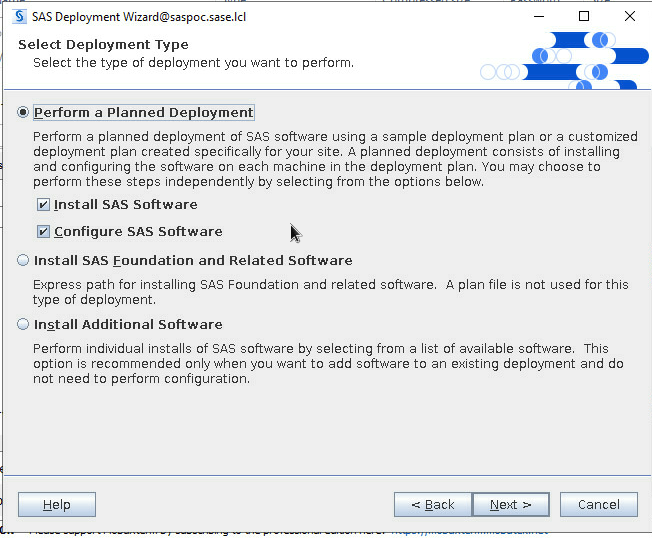 SAS Deployment Wizard@saspoc.sase.lcl
Select Deployment Type
Select the type of deployment you want to perform.
Perform a Planned Deployment
Perform a planned deployment of SAS software using a sample deployment plan or a customized
deployment plan created specifically for your site. A planned deployment consists of installing
and configuring the software on each machine in the deployment plan. You may choose to
perform these steps independently by selecting from the options below.
Install SAS Software
Configure SAS Software
Install SAS Foundation and Related Software
Express path for installing SAS Foundation and related software. A plan file is not used for this
type of deployment.
Install Additional Software
Perform individual installs of SAS software by selecting from a list of available software. This
option is recommended only when you want to add software to an existing deployment and do
not need to perform configuration.
Help
< Back
Next >
Cancel